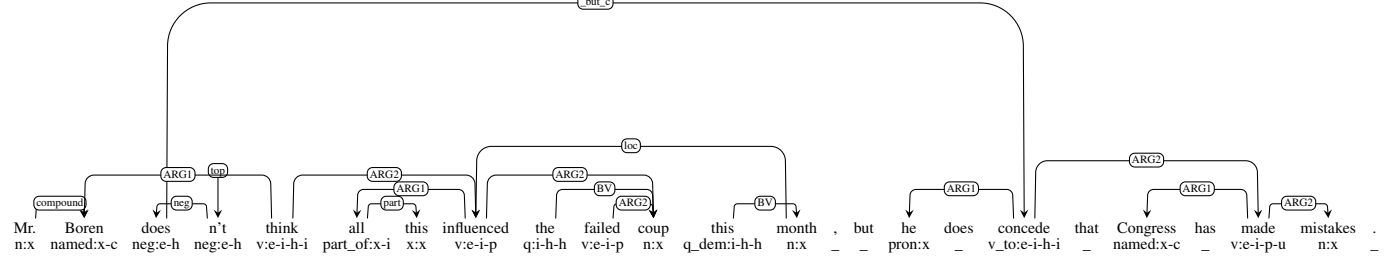 _but_c
loc
ARG1 top ARG2 ARG2 ARG2
ARG1 BV ARG1 ARG1
compound neg part ARG2 BV ARG2
Mr. Boren does n't think all this influenced the failed coup this month , but he does concede that Congress has made mistakes .
n:x named:x-c neg:e-h neg:e-h v:e-i-h-i part_of:x-i x:x v:e-i-p q:i-h-h v:e-i-p n:x q_dem:i-h-h n:x _ _ pron:x _ v_to:e-i-h-i _ named:x-c _ v:e-i-p-u n:x _